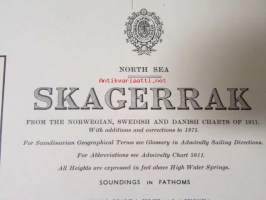 NORTH SEA
Antikvariaatti.net
SKAGERRAK
FROM THE NORWEGIAN, SWEDISH AND DANISH CHARTS OF 1971.
With additions and corrections to 1971.
For Scandinavian Geographical Terms see Glossary in Admiralty Sailing Directions.
For Abbreviations see Admiralty Chart 5011.
All Heights are expressed in feet above High Water Springs.
SOUNDINGS IN FATHOMS